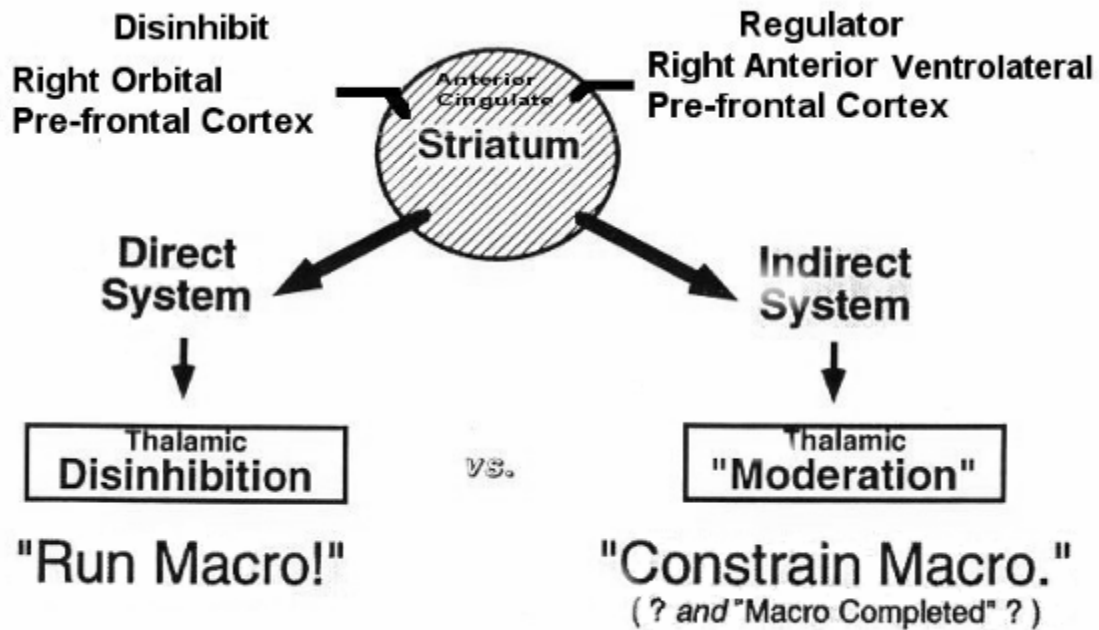 Disinhibit
Right Orbital
Pre-frontal Cortex
Regulator
Right Anterior Ventrolateral
Pre-frontal Cortex
Anterior
Cingulate
Striatum
Direct
System
Indirect
System
Thalamic
Disinhibition
vs.
Thalamic
"Moderation"
"Run Macro!"
"Constrain Macro."
( ? and "Macro Completed" ? )